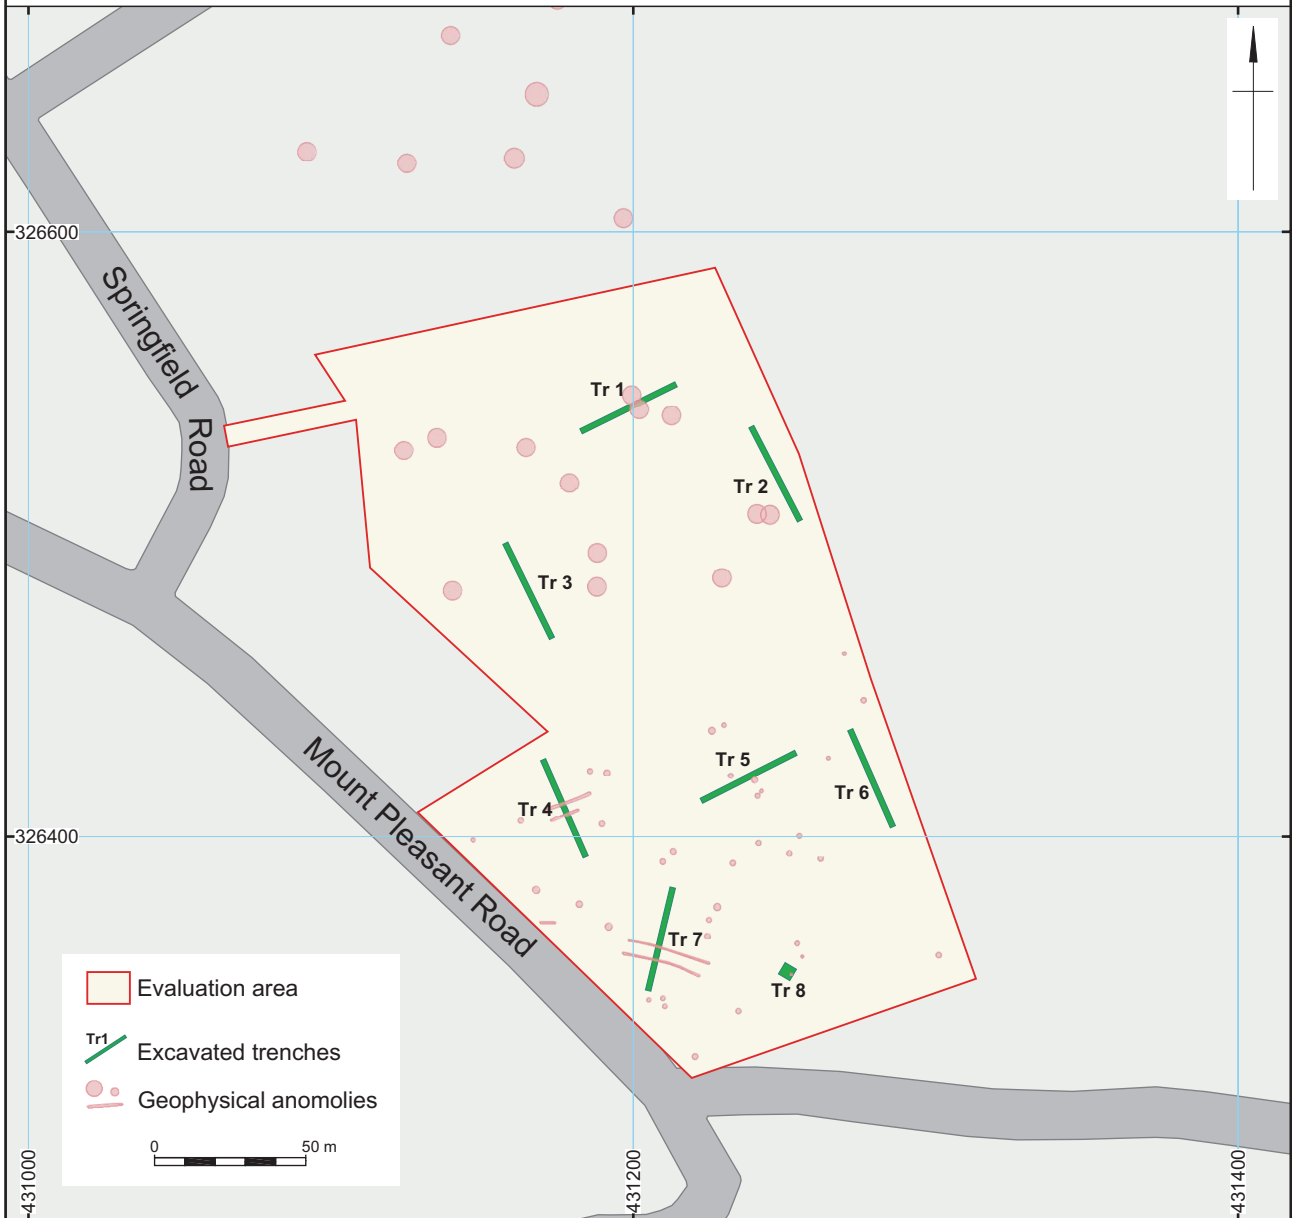 326600
Springfield
Road
Tr 1
Tr 2
Tr 3
Tr 5
Tr 6
Tr 4
326400
Mount Pleasant Road
Tr 7
Tr 8
Evaluation area
Tr1
Excavated trenches
Geophysical anomolies
0 50 m
431000
431200
431400